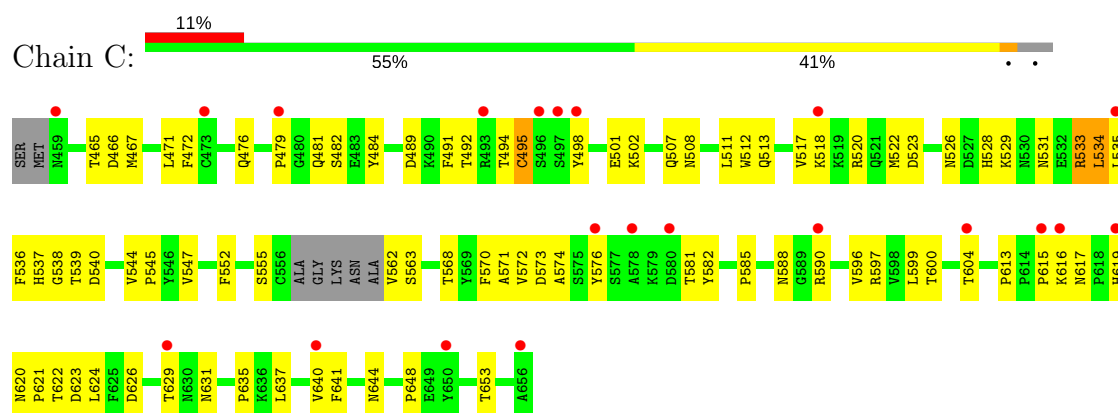 11%
Chain C:
55% 41% • •
SER MET N459 T465 D466 M467 L471 F472 C473 Q476 P479 G480 Q481 S482 E483 Y484 D489 K490 F491 T492 R493 T494 C495 S496 S497 Y498 E501 K502 Q507 N508 L511 W512 Q513 V517 K518 K519 R520 Q521 M522 D523 N526 D527 H528 K529 N530 N531 E532 R533 L534 L535
F536 H537 G538 T539 D540 V544 P545 Y546 V547 F552 S555 C556 ALA GLY LYS ASN ALA V562 S563 T568 Y569 F570 A571 V572 D573 A574 S575 Y576 S577 A578 K579 D580 T581 Y582 P585 N588 G589 R590 V596 R597 V598 L599 T600 T604 P613 P614 P615 K616 N617 P618 H619
N620 P621 T622 D623 L624 F625 D626 T629 N630 N631 P635 K636 L637 V640 F641 N644 P648 E649 Y650 T653 A656